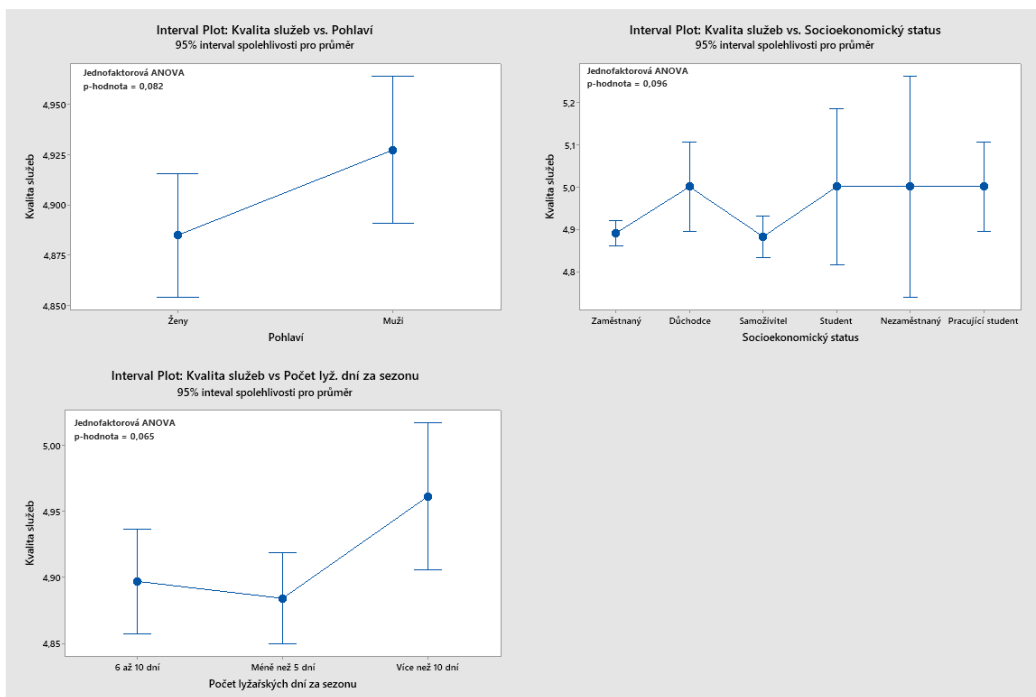 Interval Plot: Kvalita služeb vs. Pohlaví
95% interval spolehlivosti pro průměr
Jednofaktorová ANOVA
p-hodnota = 0,082
4,950
4,925
4,900
4,875
4,850
Kvalita služeb
Ženy
Muži
Pohlaví
Interval Plot: Kvalita služeb vs. Socioekonomický status
95% interval spolehlivosti pro průměr
Jednofaktorová ANOVA
p-hodnota = 0,096
5,2
5,1
5,0
4,9
4,8
Kvalita služeb
Zaměstnaný
Důchodce
Samoživitel
Student
Nezaměstnaný
Pracující student
Socioekonomický status
Interval Plot: Kvalita služeb vs Počet lyž. dní za sezonu
95% inteval spolehlivosti pro průměr
Jednofaktorová ANOVA
p-hodnota = 0,065
5,00
4,95
4,90
4,85
Kvalita služeb
6 až 10 dní
Méně než 5 dní
Více než 10 dní
Počet lyžařských dní za sezonu